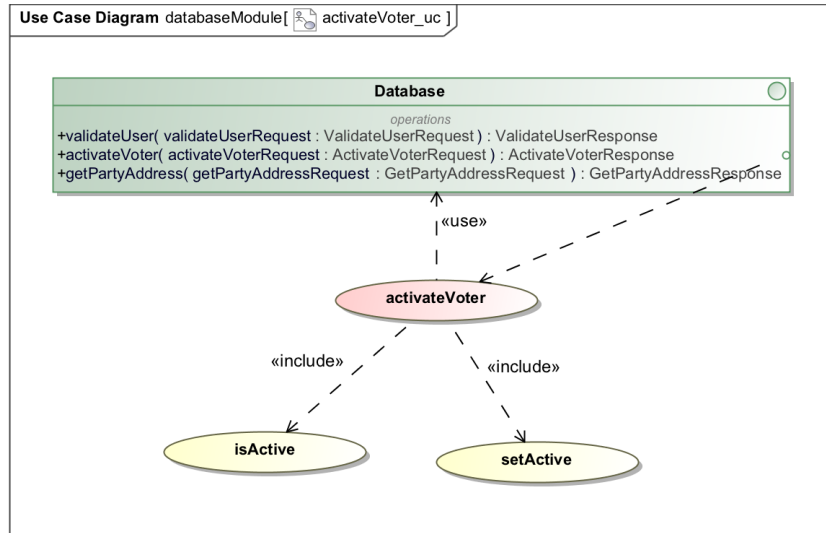 Use Case Diagram databaseModule[ activateVoter_uc ]
Database
operations
+validateUser( validateUserRequest : ValidateUserRequest ) : ValidateUserResponse
+activateVoter( activateVoterRequest : ActivateVoterRequest ) : ActivateVoterResponse
+getPartyAddress( getPartyAddressRequest : GetPartyAddressRequest ) : GetPartyAddressResponse
«use»
activateVoter
«include»
«include»
isActive
setActive